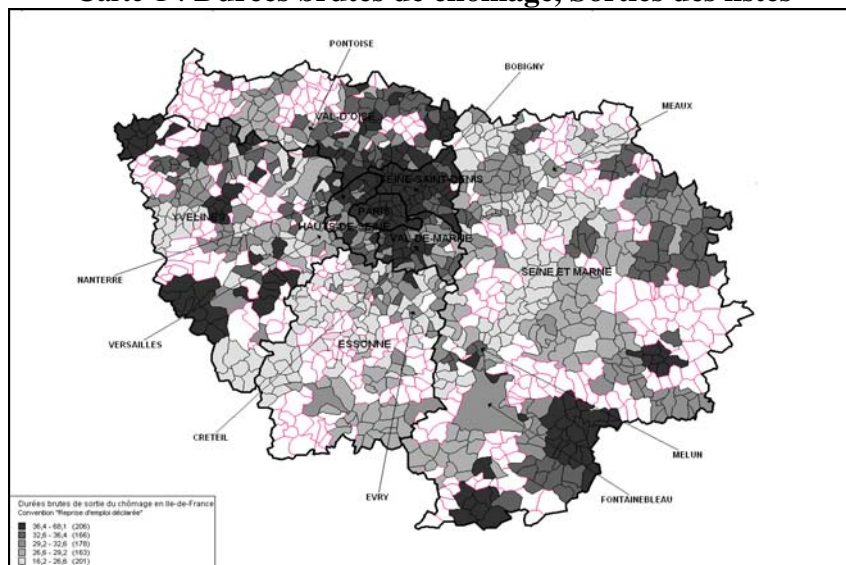 Carte 1 : Durées brutes de chômage, Sorties des listes
PONTOISE
BOBIGNY
MEAUX
VAL-D'OISE
SEINE-SAINT-DENIS
PARIS
YVELINES
HAUTS-DE-SEINE
VAL-DE-MARNE
SEINE ET MARNE
NANTERRE
VERSAILLES
ESSONNE
CRETEIL
EVRY
MELUN
FONTAINEBLEAU
Durées brutes de sortie du chômage en Ile-de-France
Convention "Reprise d'emploi déclarée"
36,4 - 68,1 (206)
32,6 - 36,4 (166)
29,2 - 32,6 (178)
26,6 - 29,2 (163)
16,2 - 26,6 (201)